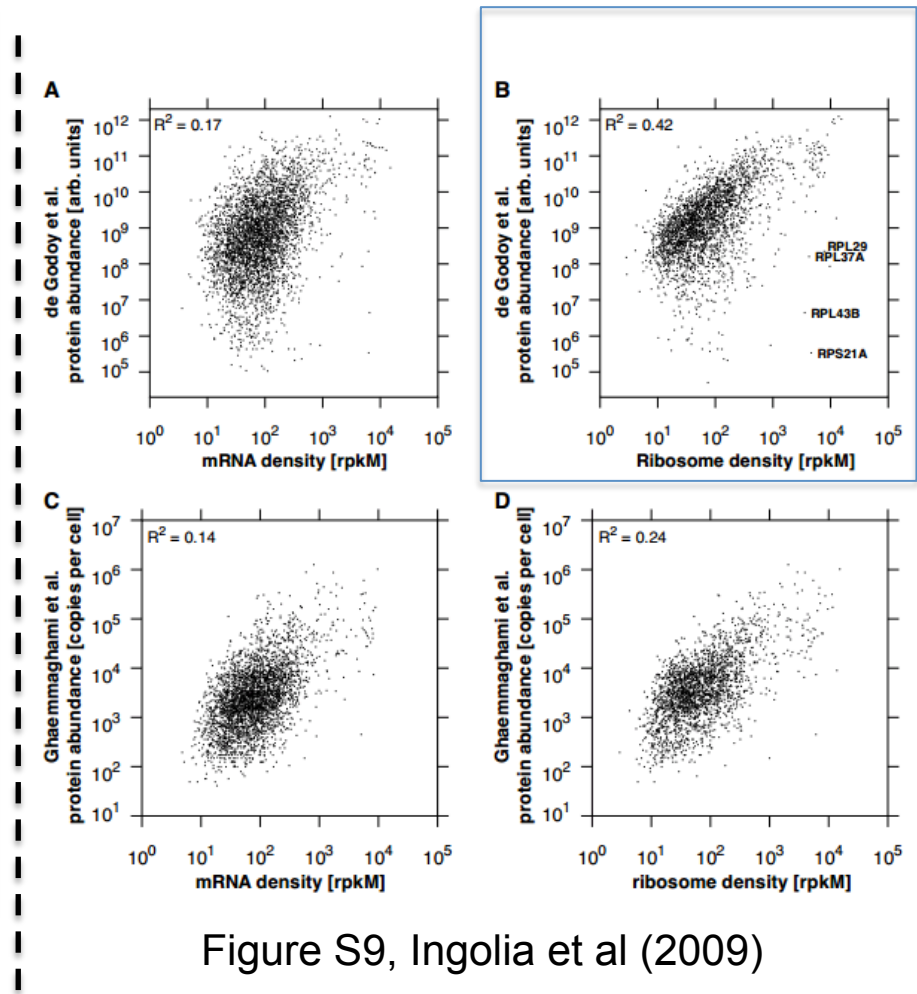 A
R² = 0.17
de Godoy et al.
protein abundance [arb. units]
10¹²
10¹¹
10¹⁰
10⁹
10⁸
10⁷
10⁶
10⁵
10⁰ 10¹ 10² 10³ 10⁴ 10⁵
mRNA density [rpkM]
B
R² = 0.42
de Godoy et al.
protein abundance [arb. units]
10¹²
10¹¹
10¹⁰
10⁹
10⁸
10⁷
10⁶
10⁵
RPL29
RPL37A
RPL43B
RPS21A
10⁰ 10¹ 10² 10³ 10⁴ 10⁵
Ribosome density [rpkM]
C
R² = 0.14
Ghaemmaghami et al.
protein abundance [copies per cell]
10⁷
10⁶
10⁵
10⁴
10³
10²
10¹
10⁰ 10¹ 10² 10³ 10⁴ 10⁵
mRNA density [rpkM]
D
R² = 0.24
Ghaemmaghami et al.
protein abundance [copies per cell]
10⁷
10⁶
10⁵
10⁴
10³
10²
10¹
10⁰ 10¹ 10² 10³ 10⁴ 10⁵
ribosome density [rpkM]
Figure S9, Ingolia et al (2009)